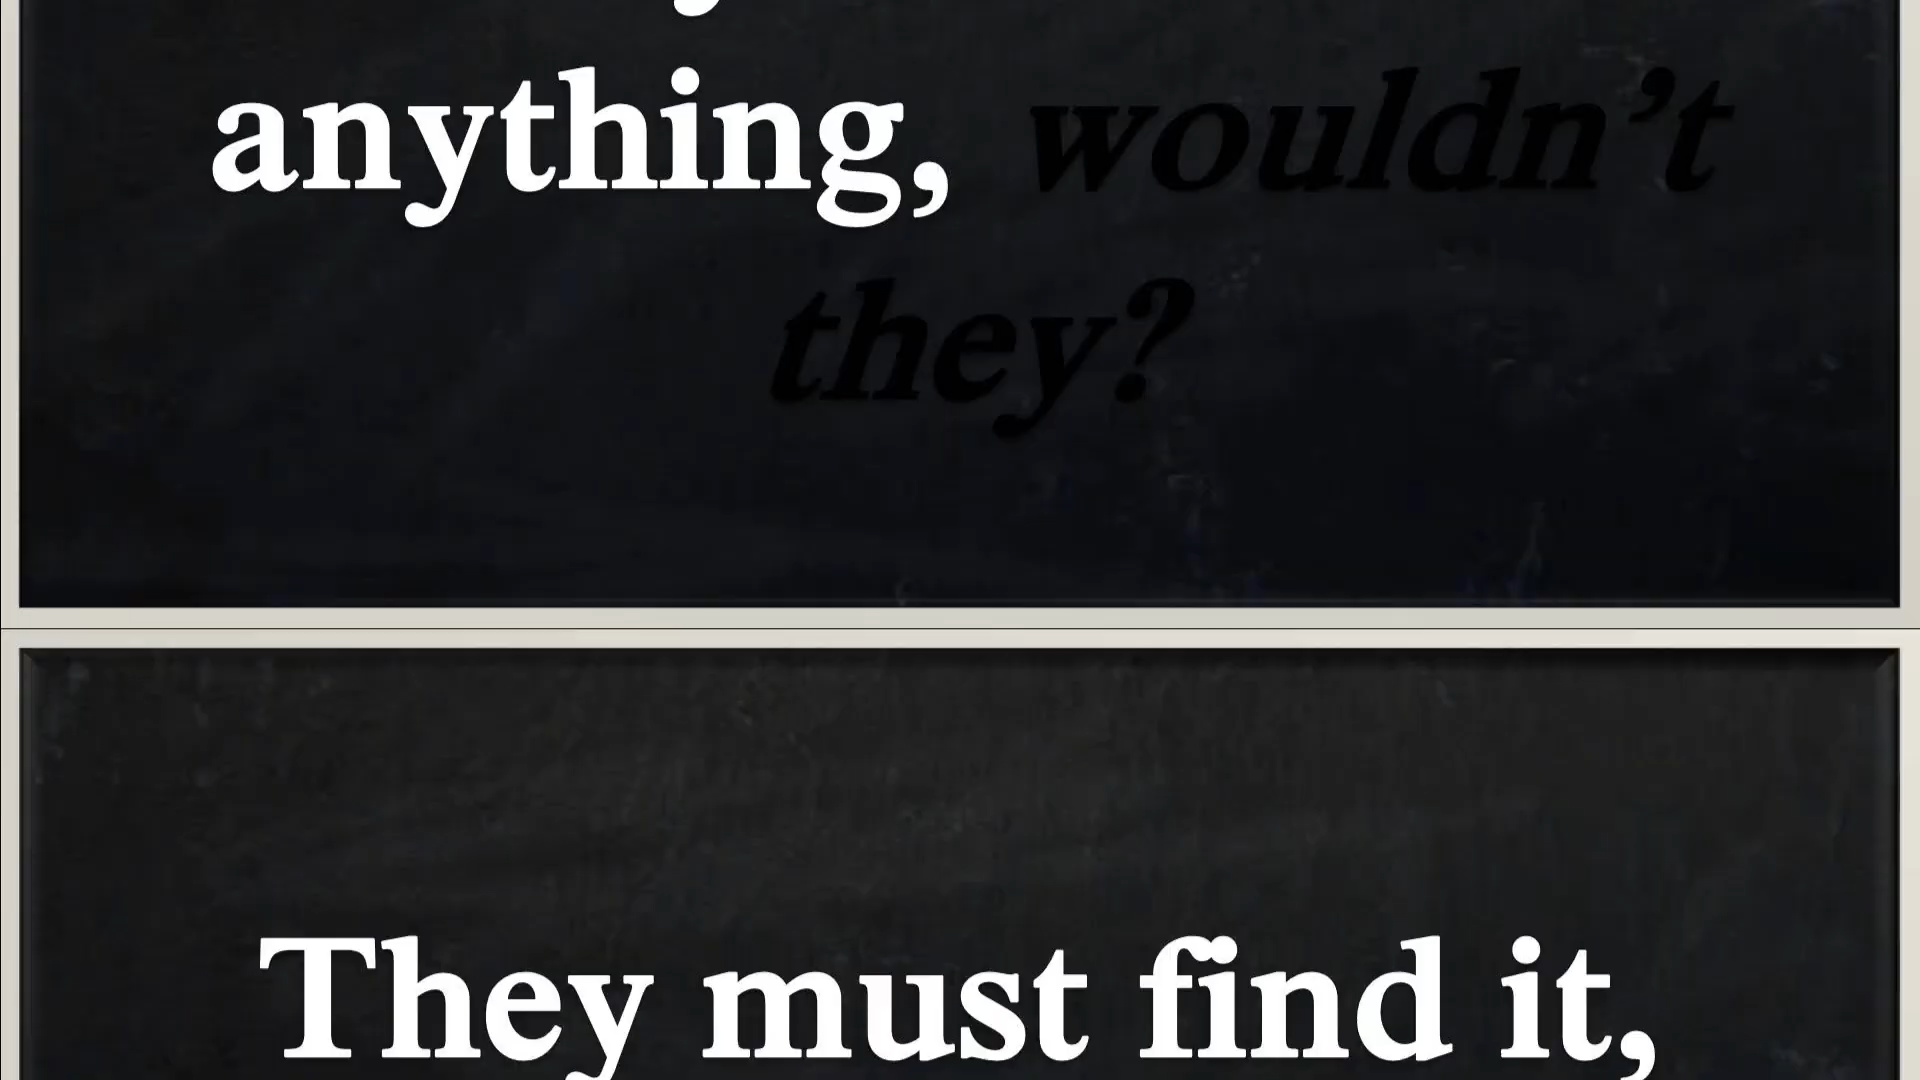 anything, wouldn’t
they?
They must find it,